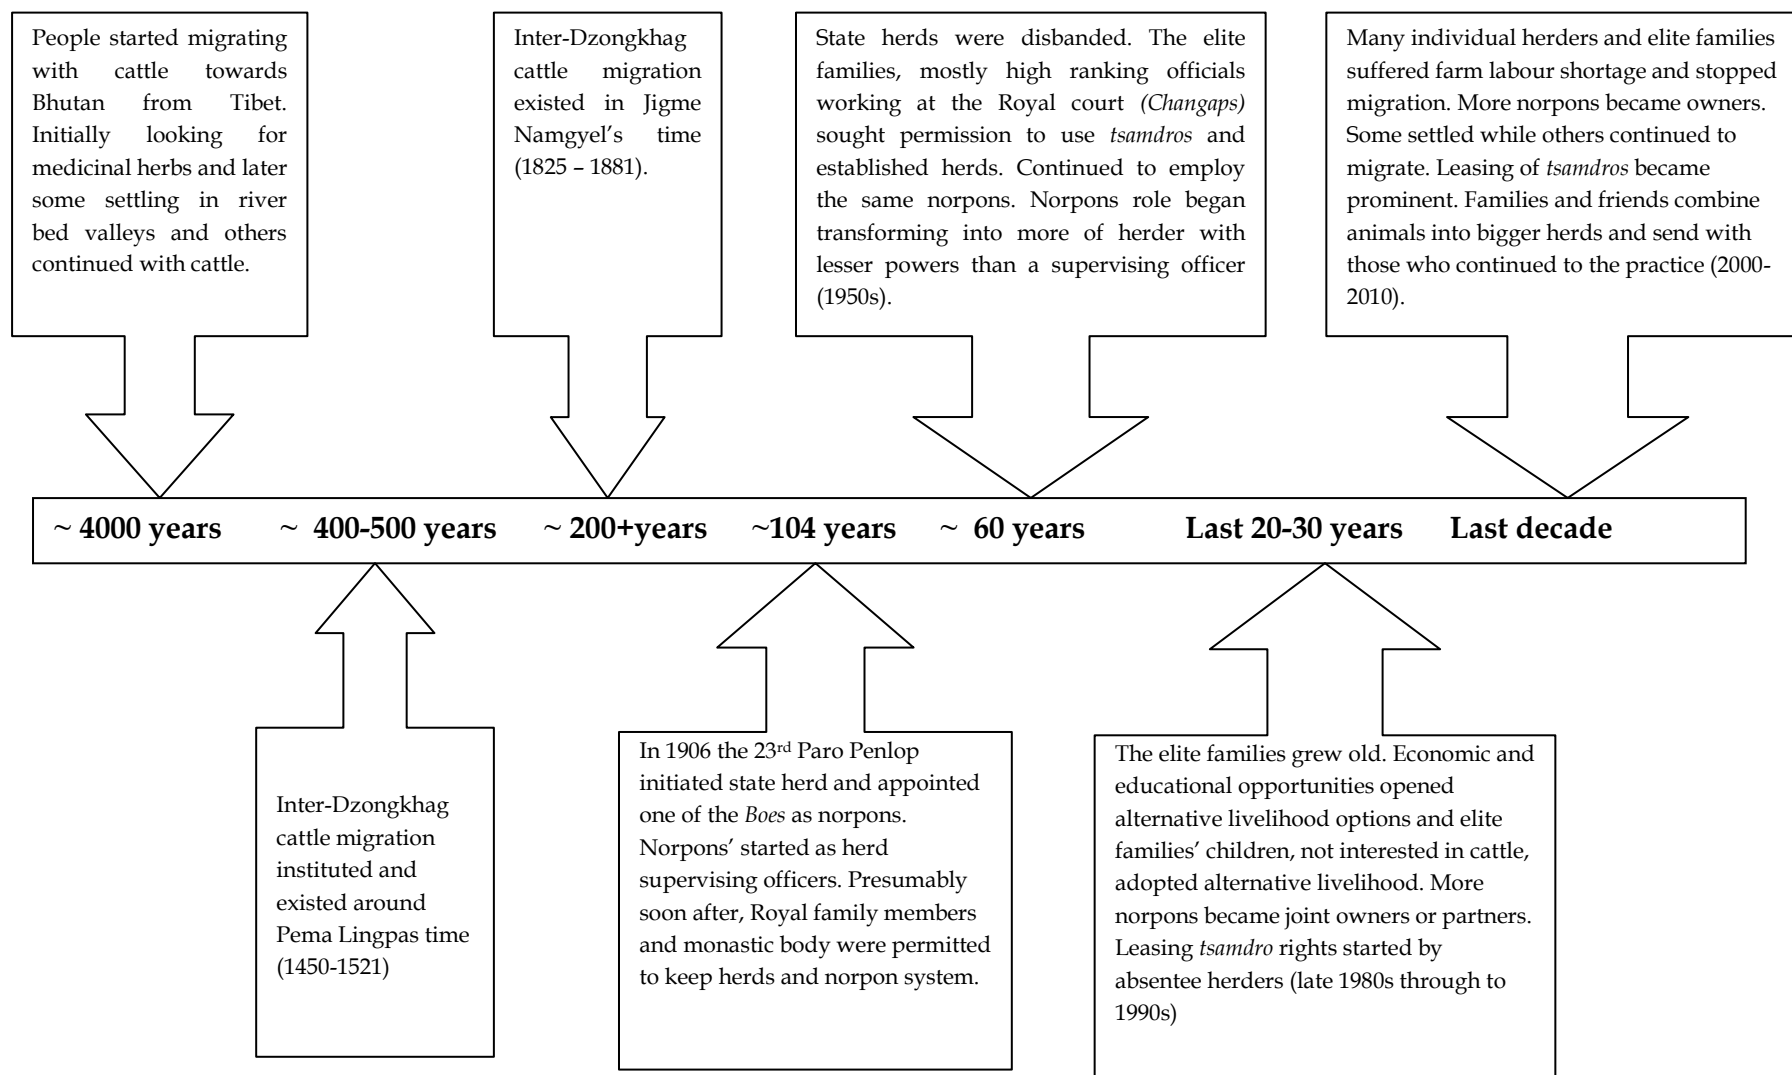 People started migrating
with cattle towards
Bhutan from Tibet.
Initially looking for
medicinal herbs and later
some settling in river
bed valleys and others
continued with cattle.
Inter-Dzongkhag
cattle migration
existed in Jigme
Namgyel’s time
(1825 – 1881).
State herds were disbanded. The elite
families, mostly high ranking officials
working at the Royal court (Changaps)
sought permission to use tsamdros and
established herds. Continued to employ
the same norpons. Norpons role began
transforming into more of herder with
lesser powers than a supervising officer
(1950s).
Many individual herders and elite families
suffered farm labour shortage and stopped
migration. More norpons became owners.
Some settled while others continued to
migrate. Leasing of tsamdros became
prominent. Families and friends combine
animals into bigger herds and send with
those who continued to the practice (2000-
2010).
~ 4000 years ~ 400-500 years ~ 200+years ~104 years ~ 60 years Last 20-30 years Last decade
Inter-Dzongkhag
cattle migration
instituted and
existed around
Pema Lingpas time
(1450-1521)
In 1906 the 23rd Paro Penlop
initiated state herd and appointed
one of the Boes as norpons.
Norpons’ started as herd
supervising officers. Presumably
soon after, Royal family members
and monastic body were permitted
to keep herds and norpon system.
The elite families grew old. Economic and
educational opportunities opened
alternative livelihood options and elite
families’ children, not interested in cattle,
adopted alternative livelihood. More
norpons became joint owners or partners.
Leasing tsamdro rights started by
absentee herders (late 1980s through to
1990s)